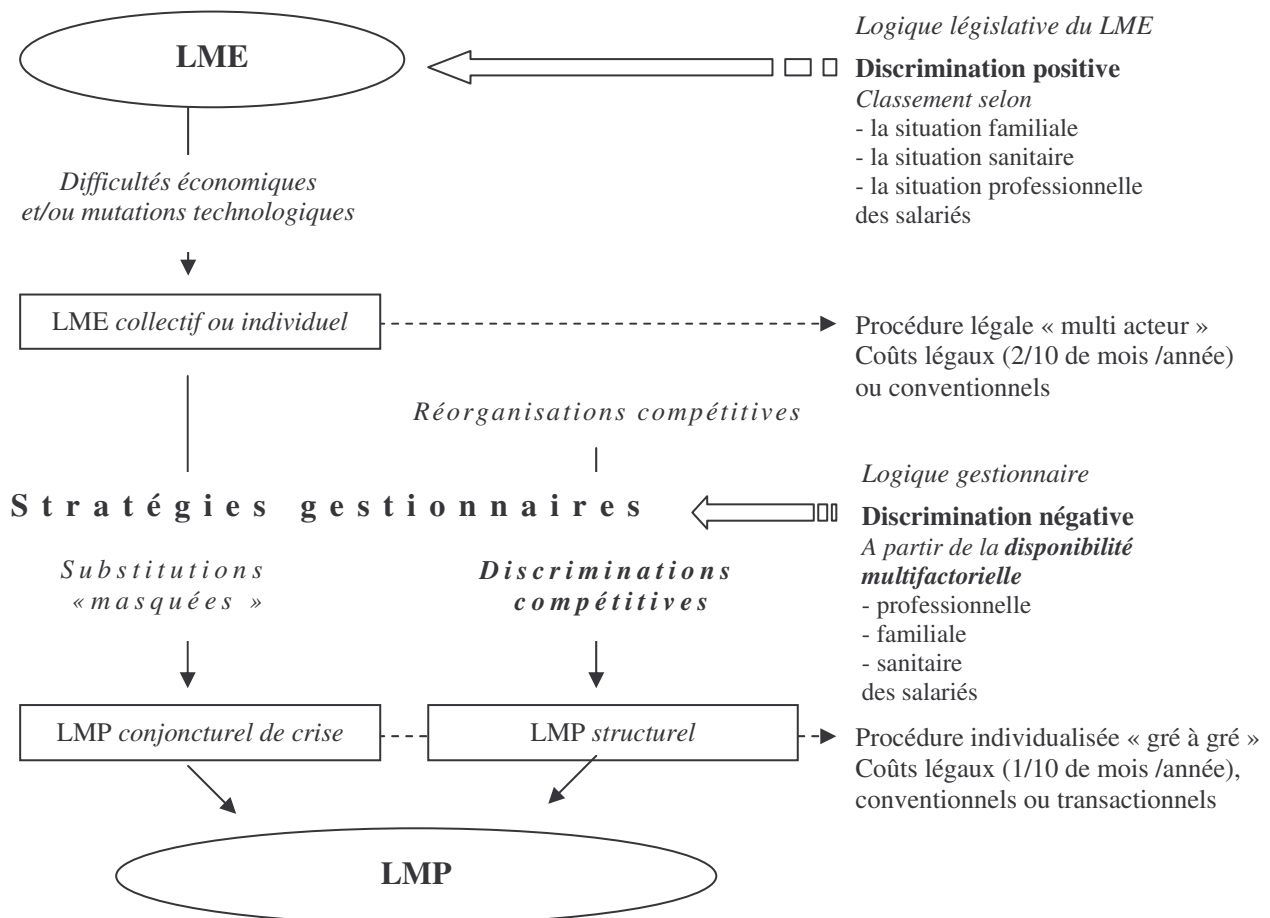 LME
Logique législative du LME
Discrimination positive
Classement selon
- la situation familiale
- la situation sanitaire
- la situation professionnelle
des salariés
Difficultés économiques
et/ou mutations technologiques
LME collectif ou individuel
Procédure légale « multi acteur »
Coûts légaux (2/10 de mois /année)
ou conventionnels
Réorganisations compétitives
Stratégies gestionnaires
Logique gestionnaire
Discrimination négative
A partir de la disponibilité
multifactorielle
- professionnelle
- familiale
- sanitaire
des salariés
Substitutions
« masquées »
Discriminations
compétitives
LMP conjoncturel de crise
LMP structurel
Procédure individualisée « gré à gré »
Coûts légaux (1/10 de mois /année),
conventionnels ou transactionnels
LMP